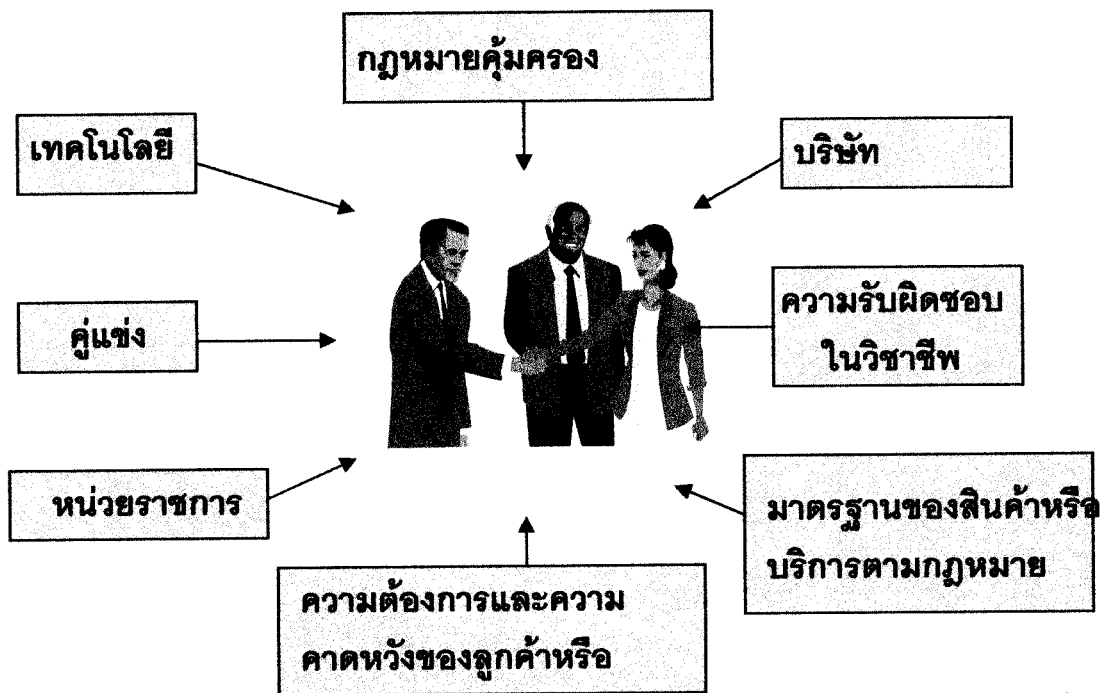 กฎหมายคุ้มครอง
เทคโนโลยี
บริษัท
คู่แข่ง
ความรับผิดชอบ
ในวิชาชีพ
หน่วยราชการ
มาตรฐานของสินค้าหรือ
บริการตามกฎหมาย
ความต้องการและความ
คาดหวังของลูกค้าหรือ